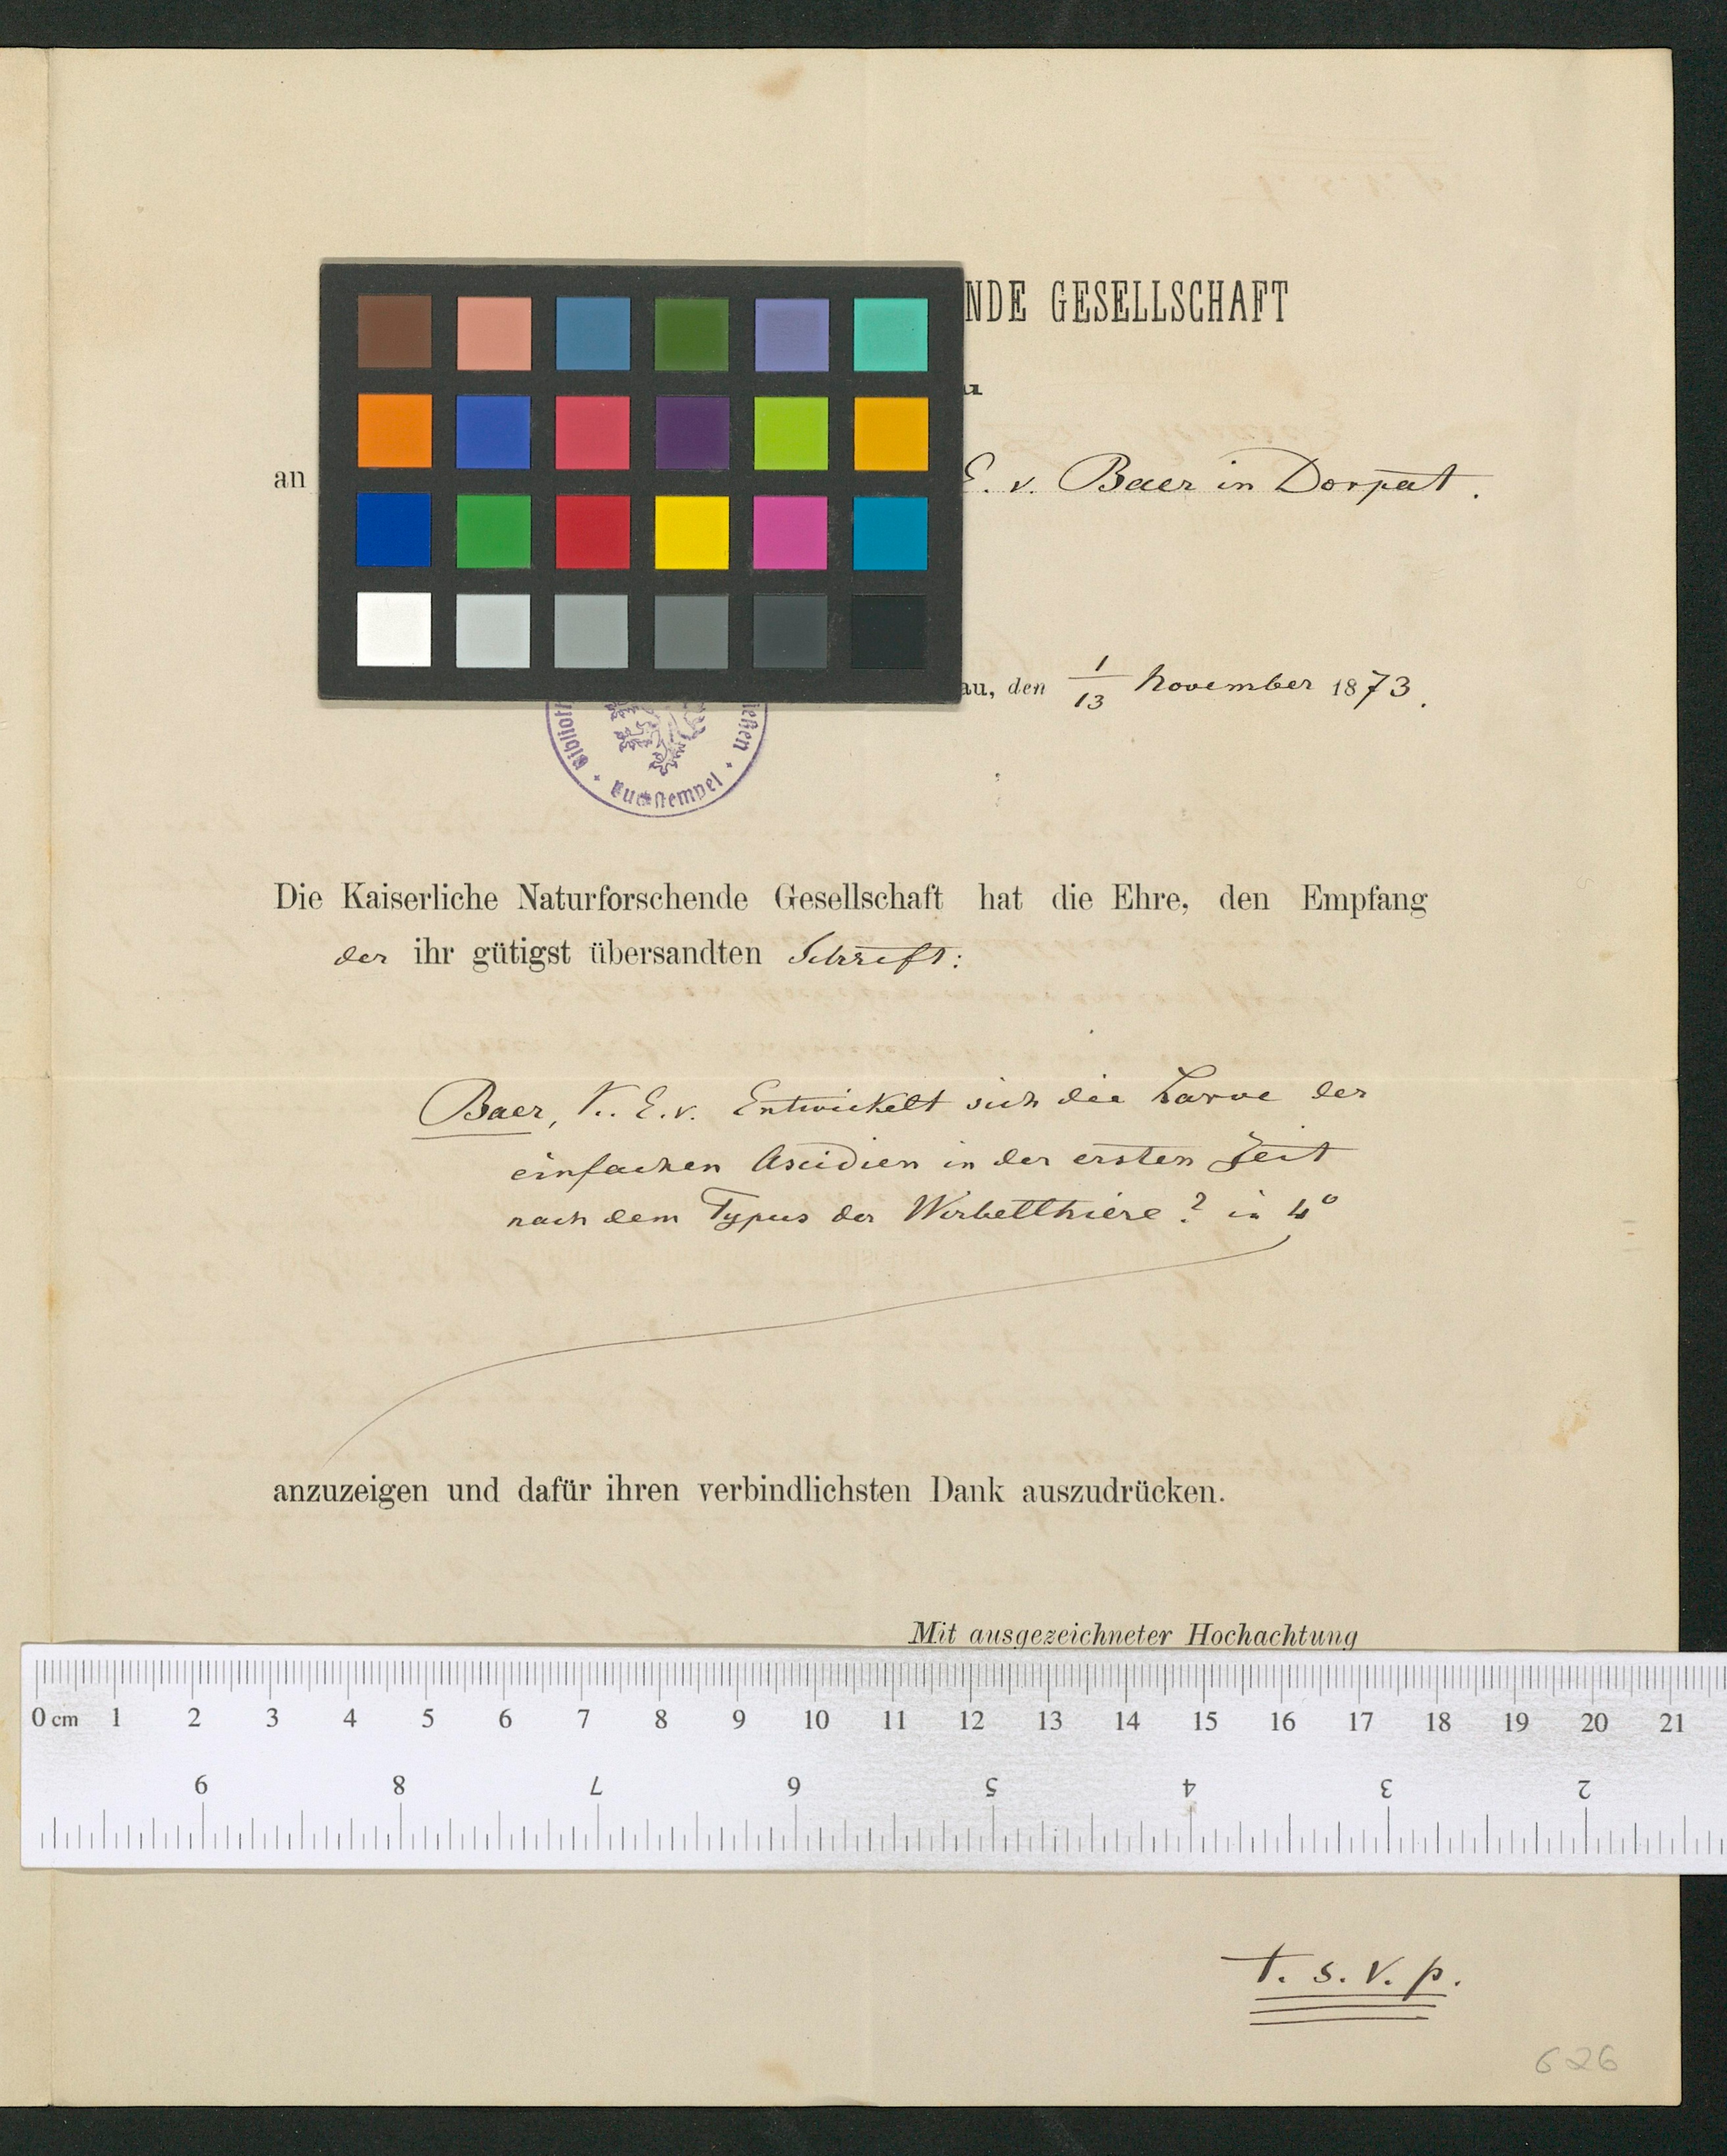 NDE GESELLSCHAFT
an E. v. Baer in Dorpat.
au, den 1/13 November 1873.
Biblioth ießen
Buchstempel
Die Kaiserliche Naturforschende Gesellschaft hat die Ehre, den Empfang
der ihr gütigst übersandten Schrift:
Baer, K. E. v. Entwickelt sich die Larve der
einfachen Ascidien in der ersten Zeit
nach dem Typus der Wirbelthiere? in 4°
anzuzeigen und dafür ihren verbindlichsten Dank auszudrücken.
Mit ausgezeichneter Hochachtung
0 cm 1 2 3 4 5 6 7 8 9 10 11 12 13 14 15 16 17 18 19 20 21
9 8 7 6 5 4 3 2
T. S. V. p.
626